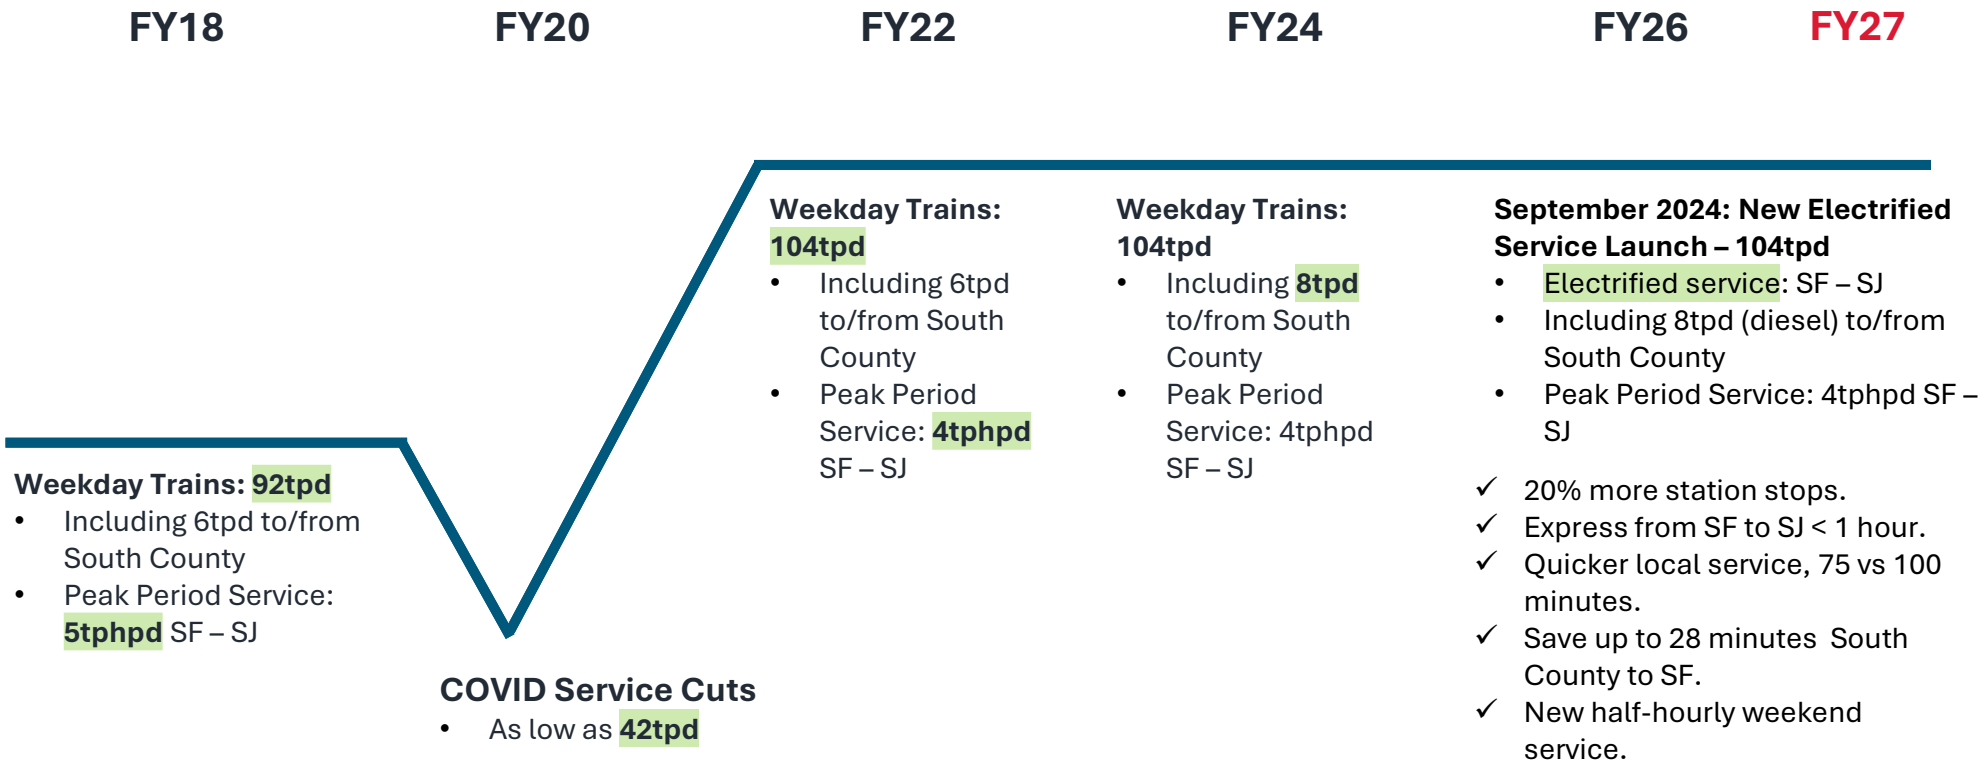 FY18
FY20
FY22
FY24
FY26
FY27
Weekday Trains: 92tpd
• Including 6tpd to/from
South County
• Peak Period Service:
5tphpd SF – SJ
COVID Service Cuts
• As low as 42tpd
Weekday Trains:
104tpd
• Including 6tpd
to/from South
County
• Peak Period
Service: 4tphpd
SF – SJ
Weekday Trains:
104tpd
• Including 8tpd
to/from South
County
• Peak Period
Service: 4tphpd
SF – SJ
September 2024: New Electrified
Service Launch – 104tpd
• Electrified service: SF – SJ
• Including 8tpd (diesel) to/from
South County
• Peak Period Service: 4tphpd SF –
SJ
✓ 20% more station stops.
✓ Express from SF to SJ < 1 hour.
✓ Quicker local service, 75 vs 100
minutes.
✓ Save up to 28 minutes South
County to SF.
✓ New half-hourly weekend
service.